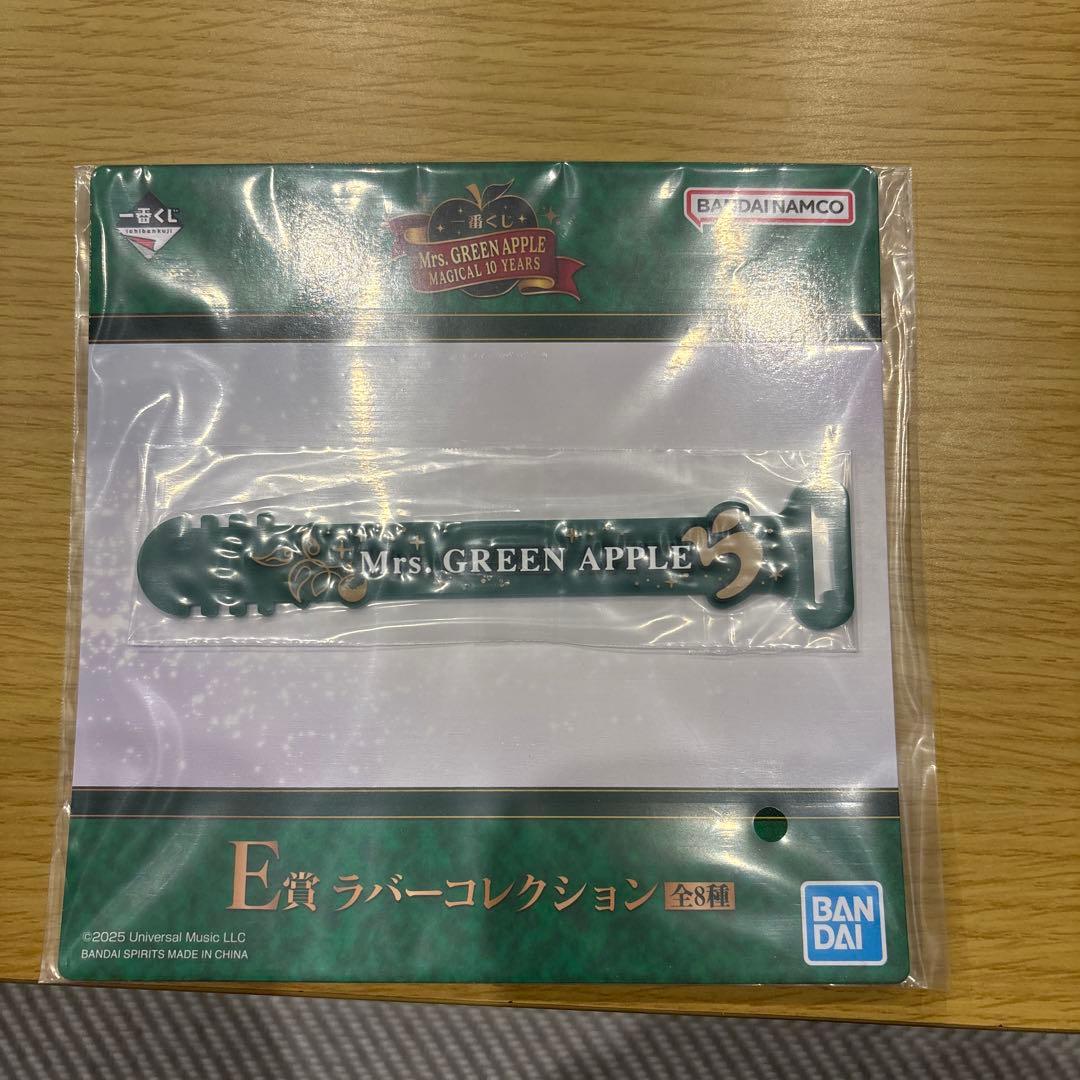 一番くじ
ichibankuji
一番くじ
Mrs. GREEN APPLE
MAGICAL 10 YEARS
BANDAI NAMCO
Mrs. GREEN APPLE
E賞 ラバーコレクション 全8種
©2025 Universal Music LLC
BANDAI SPIRITS MADE IN CHINA
BAN
DAI